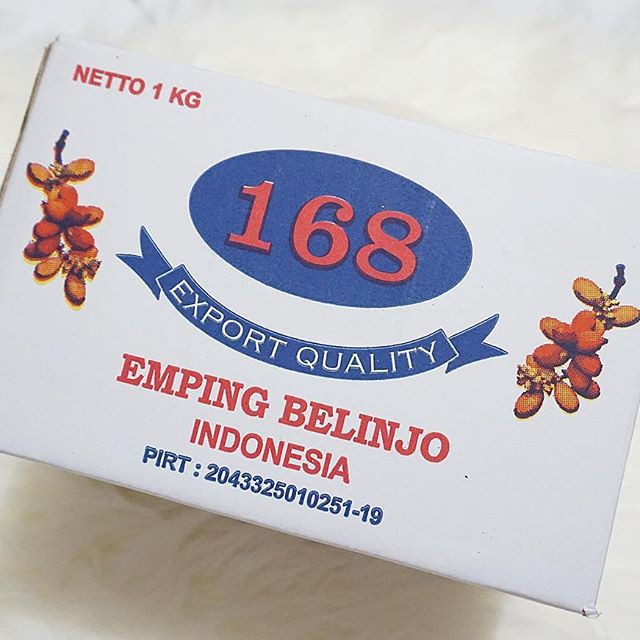 NETTO 1 KG
168
EXPORT QUALITY
EMPING BELINJO
INDONESIA
PIRT : 2043325010251-19